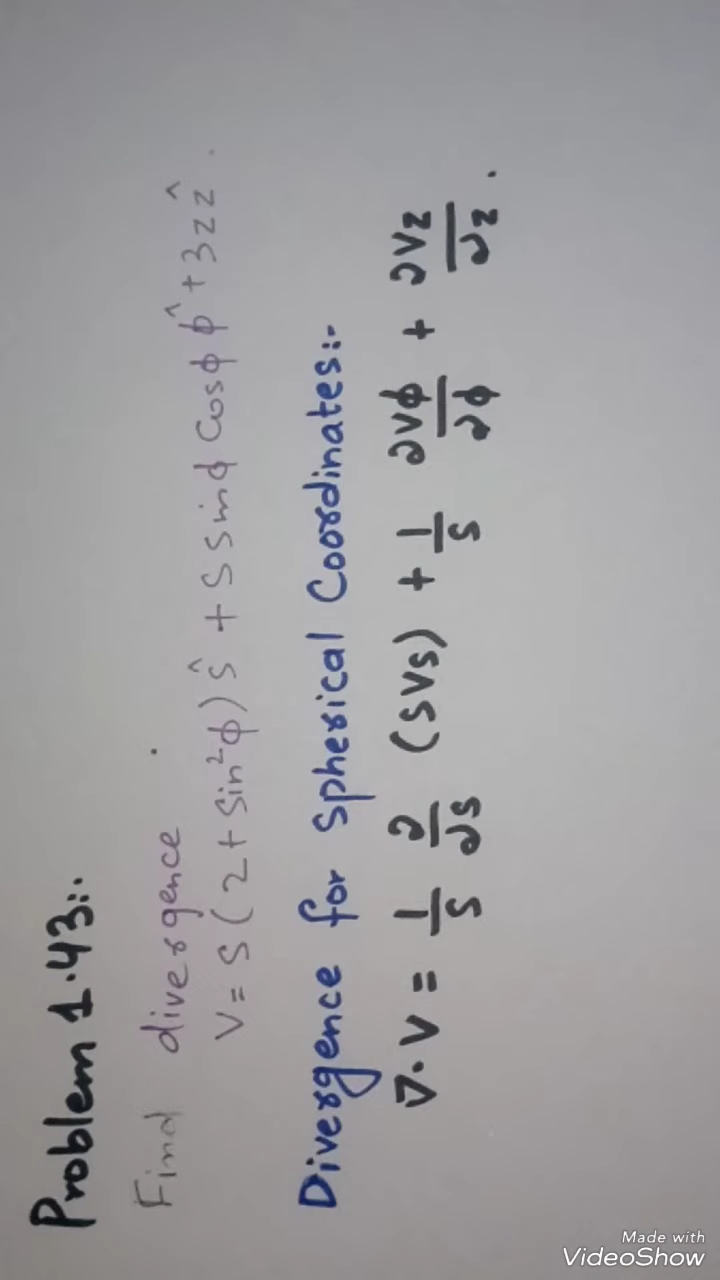 Problem 1.43:.
Find divergence .
V = s(2+sin²ϕ)ŝ + s sinϕ cosϕ ϕ̂ + 3z ẑ .
Divergence for Spherical Coordinates:-
∇.V = 1/s ∂/∂s (sVs) + 1/s ∂Vϕ/∂ϕ + ∂Vz/∂z .
Made with
VideoShow